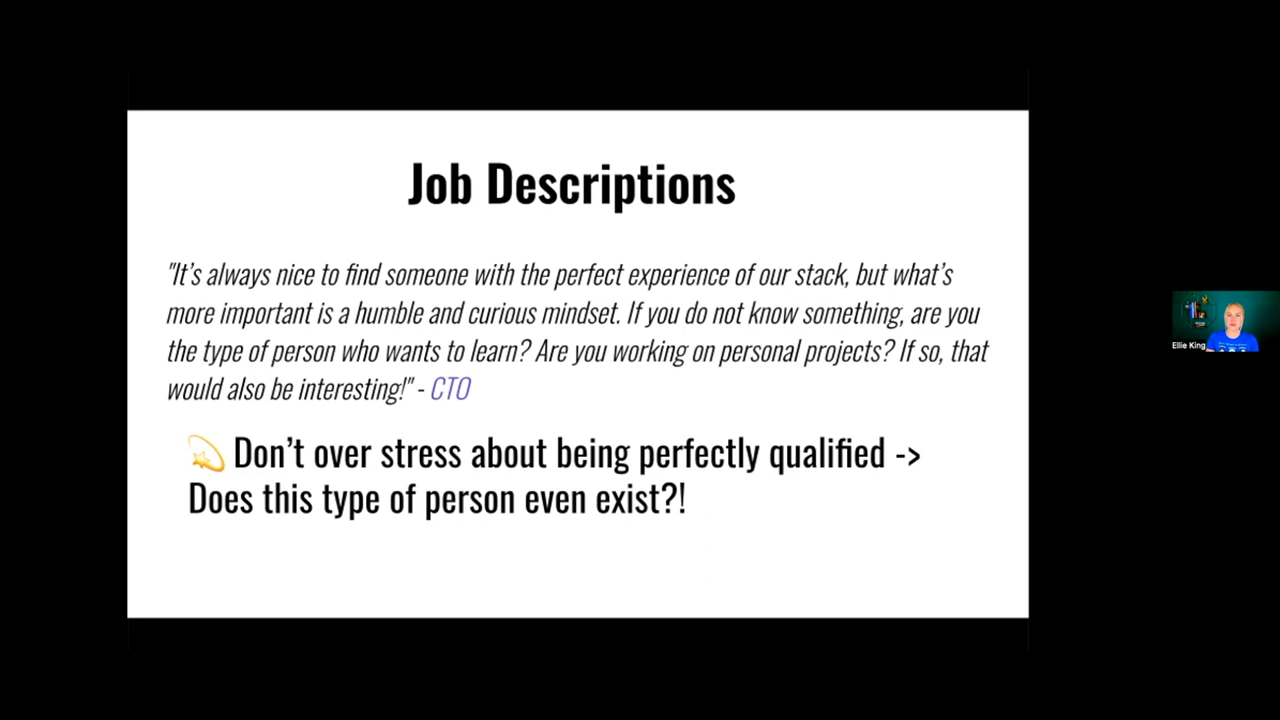 Job Descriptions
"It’s always nice to find someone with the perfect experience of our stack, but what’s
more important is a humble and curious mindset. If you do not know something, are you
the type of person who wants to learn? Are you working on personal projects? If so, that
would also be interesting!" - CTO
💫 Don’t over stress about being perfectly qualified ->
Does this type of person even exist?!
Ellie King